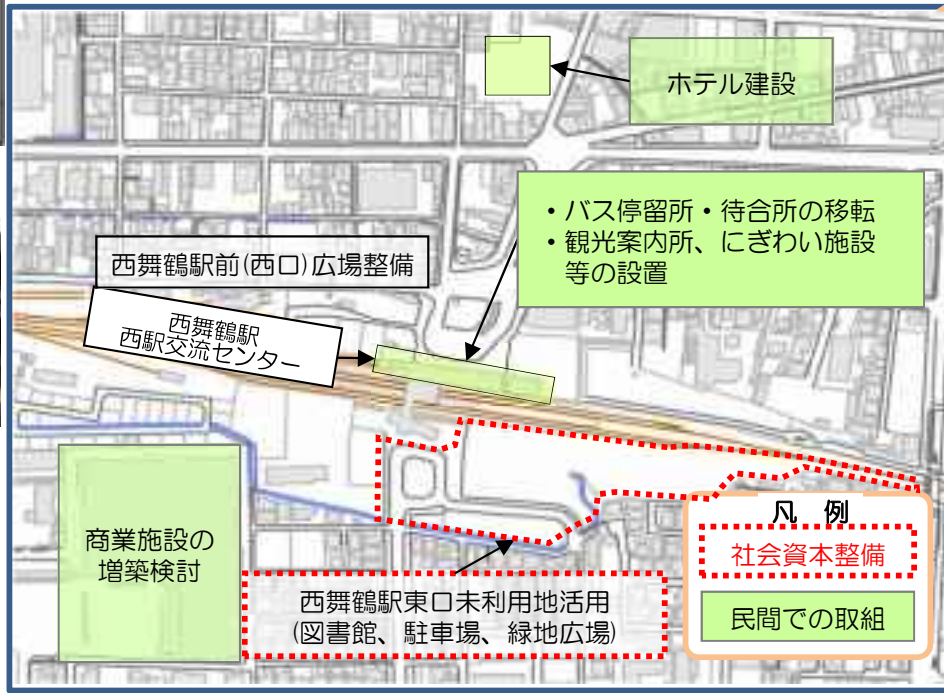 ホテル建設
・バス停留所・待合所の移転
・観光案内所、にぎわい施設
等の設置
西舞鶴駅前(西口)広場整備
西舞鶴駅
西駅交流センター
商業施設の
増築検討
西舞鶴駅東口未利用地活用
(図書館、駐車場、緑地広場)
凡 例
社会資本整備
民間での取組